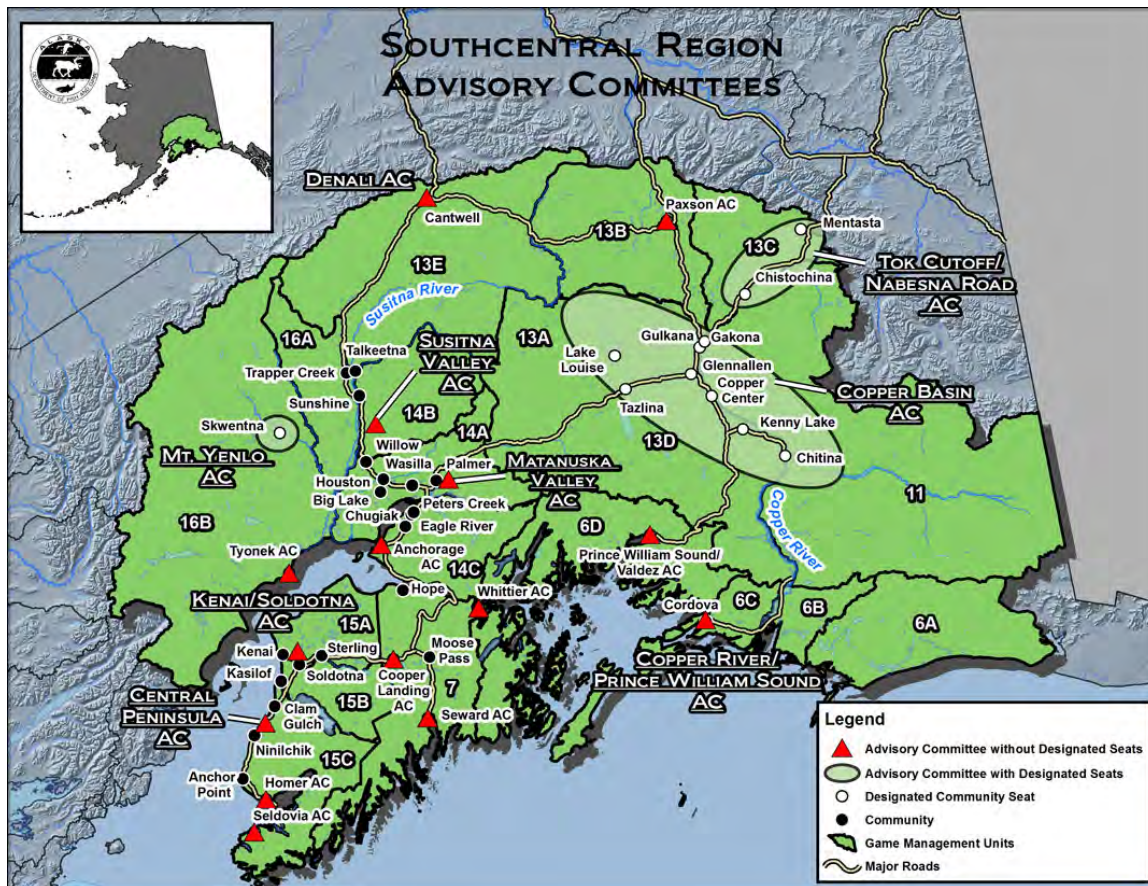 SOUTHCENTRAL REGION
ADVISORY COMMITTEES
ALASKA
DENALI AC
Cantwell
Paxson AC
Mentasta
13B
13C
TOK CUTOFF/
NABESNA ROAD
AC
13E
Chistochina
Susitna River
16A
SUSITNA
VALLEY
AC
13A
Gulkana
Gakona
Talkeetna
Lake
Louise
Glennallen
Trapper Creek
Copper
Center
COPPER BASIN
AC
Sunshine
Tazlina
14B
Kenny Lake
Skwentna
14A
13D
Willow
MT. YENLO
AC
Wasilla
Palmer
Chitina
MATANUSKA
VALLEY
AC
Houston
Big Lake
Peters Creek
11
Chugiak
16B
Eagle River
6D
Copper River
Tyonek AC
Anchorage
AC
Prince William Sound/
Valdez AC
14C
Hope
Whittier AC
KENAI/SOLDOTNA
AC
15A
Cordova
6C
6B
6A
Kenai
Sterling
Moose
Pass
Kasilof
Soldotna
Cooper
Landing
AC
COPPER RIVER/
PRINCE WILLIAM SOUND
AC
CENTRAL
PENINSULA
AC
Clam
Gulch
15B
7
Seward AC
Ninilchik
15C
Anchor
Point
Homer AC
Seldovia AC
Legend
Advisory Committee without Designated Seats
Advisory Committee with Designated Seats
Designated Community Seat
Community
Game Management Units
Major Roads